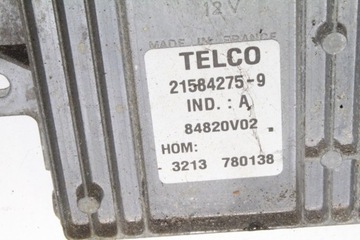 12V
MADE IN FRANCE
TELCO
21584275-9
IND. : A
84820V02
HOM:
3213 780138